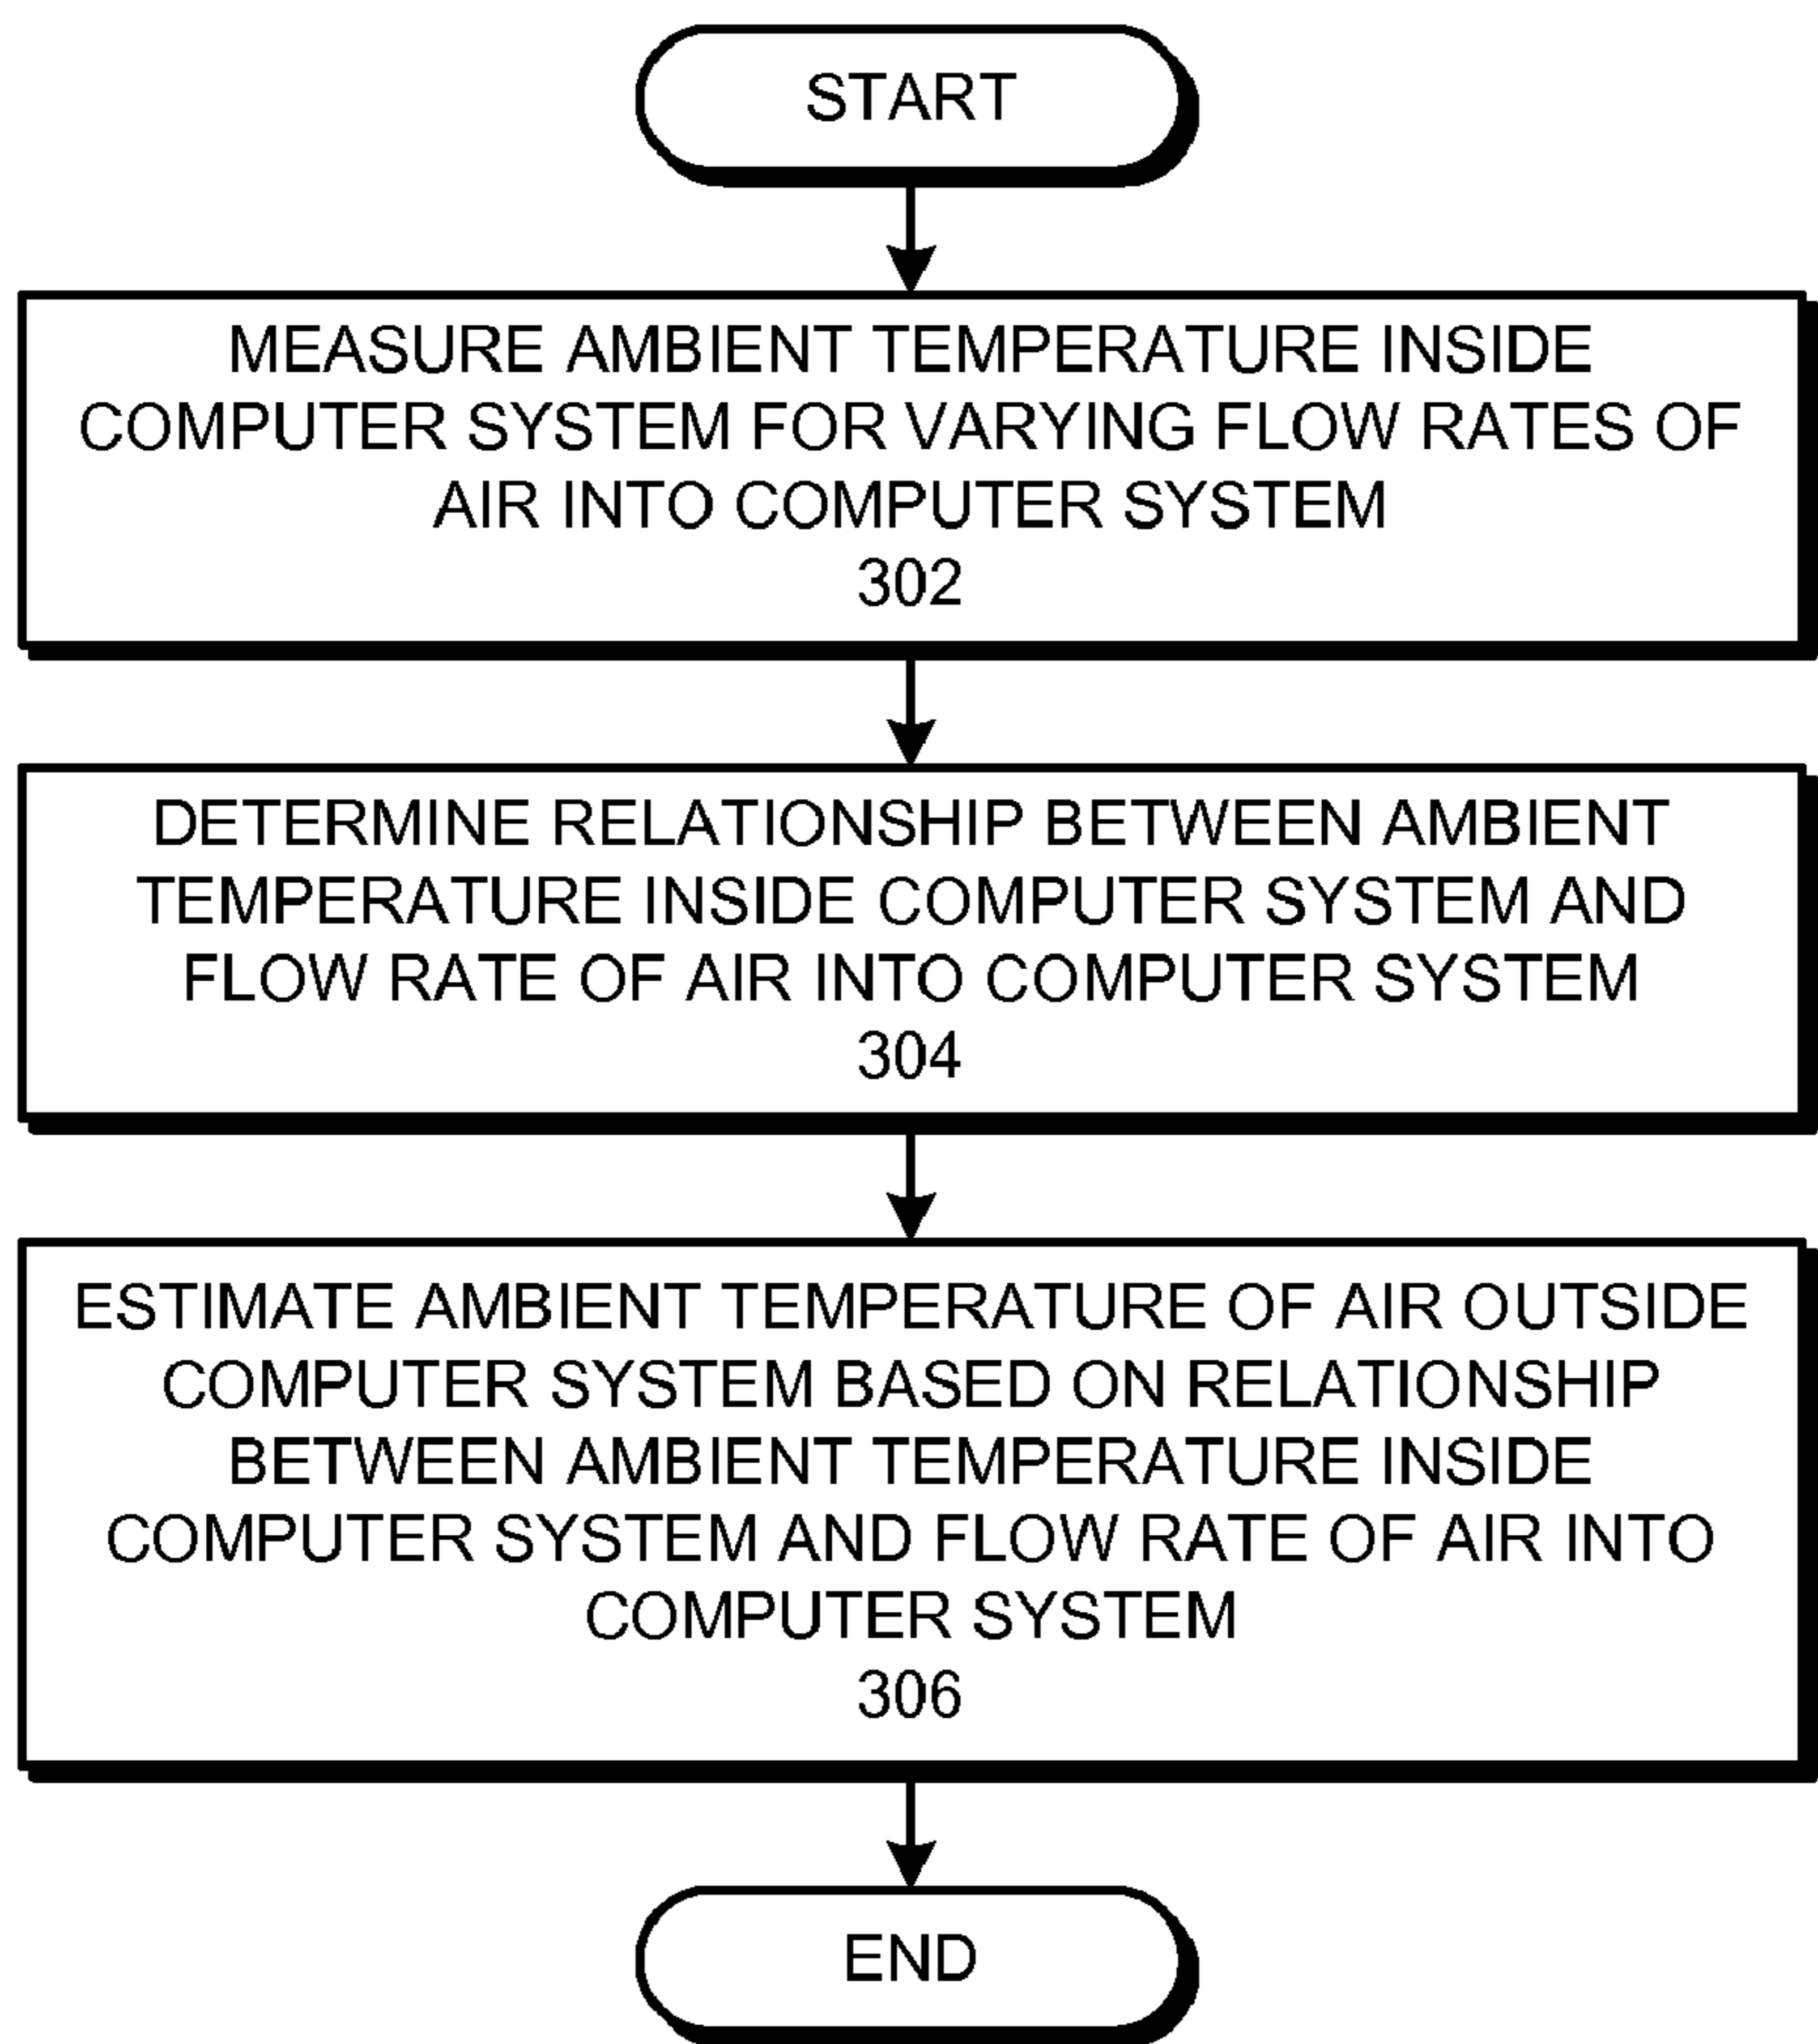 START
MEASURE AMBIENT TEMPERATURE INSIDE
COMPUTER SYSTEM FOR VARYING FLOW RATES OF
AIR INTO COMPUTER SYSTEM
302
DETERMINE RELATIONSHIP BETWEEN AMBIENT
TEMPERATURE INSIDE COMPUTER SYSTEM AND
FLOW RATE OF AIR INTO COMPUTER SYSTEM
304
ESTIMATE AMBIENT TEMPERATURE OF AIR OUTSIDE
COMPUTER SYSTEM BASED ON RELATIONSHIP
BETWEEN AMBIENT TEMPERATURE INSIDE
COMPUTER SYSTEM AND FLOW RATE OF AIR INTO
COMPUTER SYSTEM
306
END